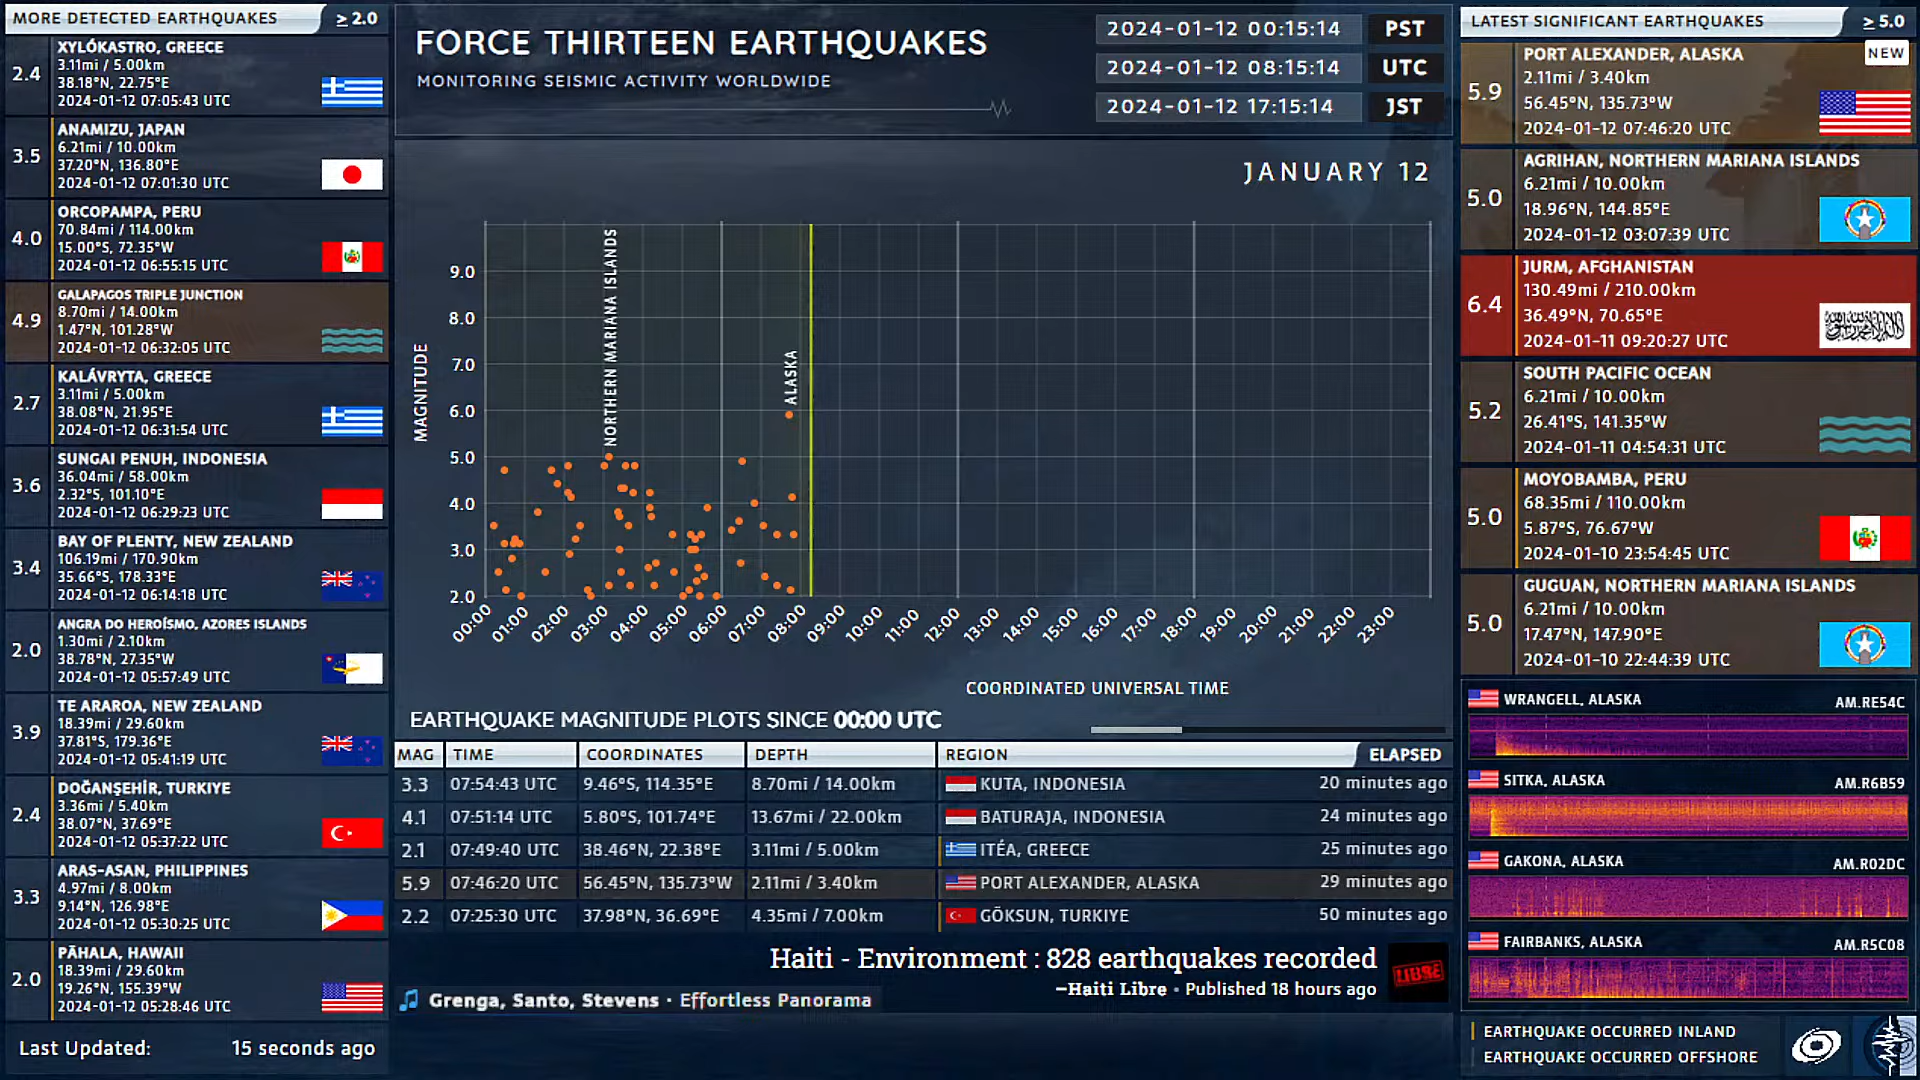 MORE DETECTED EARTHQUAKES
≥ 2.0
2.4
XYLÓKASTRO, GREECE
3.11mi / 5.00km
38.18°N, 22.75°E
2024-01-12 07:05:43 UTC
3.5
ANAMIZU, JAPAN
6.21mi / 10.00km
37.20°N, 136.80°E
2024-01-12 07:01:30 UTC
4.0
ORCOPAMPA, PERU
70.84mi / 114.00km
15.00°S, 72.35°W
2024-01-12 06:55:15 UTC
4.9
GALAPAGOS TRIPLE JUNCTION
8.70mi / 14.00km
1.47°N, 101.28°W
2024-01-12 06:32:05 UTC
2.7
KALÁVRYTA, GREECE
3.11mi / 5.00km
38.08°N, 21.95°E
2024-01-12 06:31:54 UTC
3.6
SUNGAI PENUH, INDONESIA
36.04mi / 58.00km
2.32°S, 101.10°E
2024-01-12 06:29:23 UTC
3.4
BAY OF PLENTY, NEW ZEALAND
106.19mi / 170.90km
35.66°S, 178.33°E
2024-01-12 06:14:18 UTC
2.0
ANGRA DO HEROÍSMO, AZORES ISLANDS
1.30mi / 2.10km
38.78°N, 27.35°W
2024-01-12 05:57:49 UTC
3.9
TE ARAROA, NEW ZEALAND
18.39mi / 29.60km
37.81°S, 179.36°E
2024-01-12 05:41:19 UTC
2.4
DOĞANŞEHİR, TURKIYE
3.36mi / 5.40km
38.07°N, 37.69°E
2024-01-12 05:37:22 UTC
3.3
ARAS-ASAN, PHILIPPINES
4.97mi / 8.00km
9.14°N, 126.98°E
2024-01-12 05:30:25 UTC
2.0
PĀHALA, HAWAII
18.39mi / 29.60km
19.26°N, 155.39°W
2024-01-12 05:28:46 UTC
Last Updated: 15 seconds ago
FORCE THIRTEEN EARTHQUAKES
MONITORING SEISMIC ACTIVITY WORLDWIDE
2024-01-12 00:15:14 PST
2024-01-12 08:15:14 UTC
2024-01-12 17:15:14 JST
JANUARY 12
MAGNITUDE
9.0
8.0
7.0
6.0
5.0
4.0
3.0
2.0
NORTHERN MARIANA ISLANDS
ALASKA
00:00 01:00 02:00 03:00 04:00 05:00 06:00 07:00 08:00 09:00 10:00 11:00 12:00 13:00 14:00 15:00 16:00 17:00 18:00 19:00 20:00 21:00 22:00 23:00
COORDINATED UNIVERSAL TIME
EARTHQUAKE MAGNITUDE PLOTS SINCE 00:00 UTC
MAG TIME COORDINATES DEPTH REGION ELAPSED
3.3 07:54:43 UTC 9.46°S, 114.35°E 8.70mi / 14.00km KUTA, INDONESIA 20 minutes ago
4.1 07:51:14 UTC 5.80°S, 101.74°E 13.67mi / 22.00km BATURAJA, INDONESIA 24 minutes ago
2.1 07:49:40 UTC 38.46°N, 22.38°E 3.11mi / 5.00km ITÉA, GREECE 25 minutes ago
5.9 07:46:20 UTC 56.45°N, 135.73°W 2.11mi / 3.40km PORT ALEXANDER, ALASKA 29 minutes ago
2.2 07:25:30 UTC 37.98°N, 36.69°E 4.35mi / 7.00km GÖKSUN, TURKIYE 50 minutes ago
Haiti - Environment : 828 earthquakes recorded
–Haiti Libre • Published 18 hours ago
LIBRE
Grenga, Santo, Stevens · Effortless Panorama
LATEST SIGNIFICANT EARTHQUAKES
≥ 5.0
NEW
5.9
PORT ALEXANDER, ALASKA
2.11mi / 3.40km
56.45°N, 135.73°W
2024-01-12 07:46:20 UTC
5.0
AGRIHAN, NORTHERN MARIANA ISLANDS
6.21mi / 10.00km
18.96°N, 144.85°E
2024-01-12 03:07:39 UTC
6.4
JURM, AFGHANISTAN
130.49mi / 210.00km
36.49°N, 70.65°E
2024-01-11 09:20:27 UTC
5.2
SOUTH PACIFIC OCEAN
6.21mi / 10.00km
26.41°S, 141.35°W
2024-01-11 04:54:31 UTC
5.0
MOYOBAMBA, PERU
68.35mi / 110.00km
5.87°S, 76.67°W
2024-01-10 23:54:45 UTC
5.0
GUGUAN, NORTHERN MARIANA ISLANDS
6.21mi / 10.00km
17.47°N, 147.90°E
2024-01-10 22:44:39 UTC
WRANGELL, ALASKA AM.RE54C
SITKA, ALASKA AM.R6B59
GAKONA, ALASKA AM.R02DC
FAIRBANKS, ALASKA AM.R5C08
EARTHQUAKE OCCURRED INLAND
EARTHQUAKE OCCURRED OFFSHORE